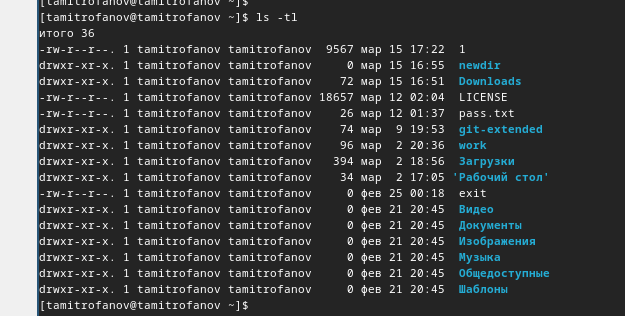 [tamitrofanov@tamitrofanov ~]$
[tamitrofanov@tamitrofanov ~]$ ls -tl
итого 36
-rw-r--r--. 1 tamitrofanov tamitrofanov  9567 мар 15 17:22  1
drwxr-xr-x. 1 tamitrofanov tamitrofanov     0 мар 15 16:55  newdir
drwxr-xr-x. 1 tamitrofanov tamitrofanov    72 мар 15 16:51  Downloads
-rw-r--r--. 1 tamitrofanov tamitrofanov 18657 мар 12 02:04  LICENSE
-rw-r--r--. 1 tamitrofanov tamitrofanov    26 мар 12 01:37  pass.txt
drwxr-xr-x. 1 tamitrofanov tamitrofanov    74 мар  9 19:53  git-extended
drwxr-xr-x. 1 tamitrofanov tamitrofanov    96 мар  2 20:36  work
drwxr-xr-x. 1 tamitrofanov tamitrofanov   394 мар  2 18:56  Загрузки
drwxr-xr-x. 1 tamitrofanov tamitrofanov    34 мар  2 17:05 'Рабочий стол'
-rw-r--r--. 1 tamitrofanov tamitrofanov     0 фев 25 00:18  exit
drwxr-xr-x. 1 tamitrofanov tamitrofanov     0 фев 21 20:45  Видео
drwxr-xr-x. 1 tamitrofanov tamitrofanov     0 фев 21 20:45  Документы
drwxr-xr-x. 1 tamitrofanov tamitrofanov     0 фев 21 20:45  Изображения
drwxr-xr-x. 1 tamitrofanov tamitrofanov     0 фев 21 20:45  Музыка
drwxr-xr-x. 1 tamitrofanov tamitrofanov     0 фев 21 20:45  Общедоступные
drwxr-xr-x. 1 tamitrofanov tamitrofanov     0 фев 21 20:45  Шаблоны
[tamitrofanov@tamitrofanov ~]$